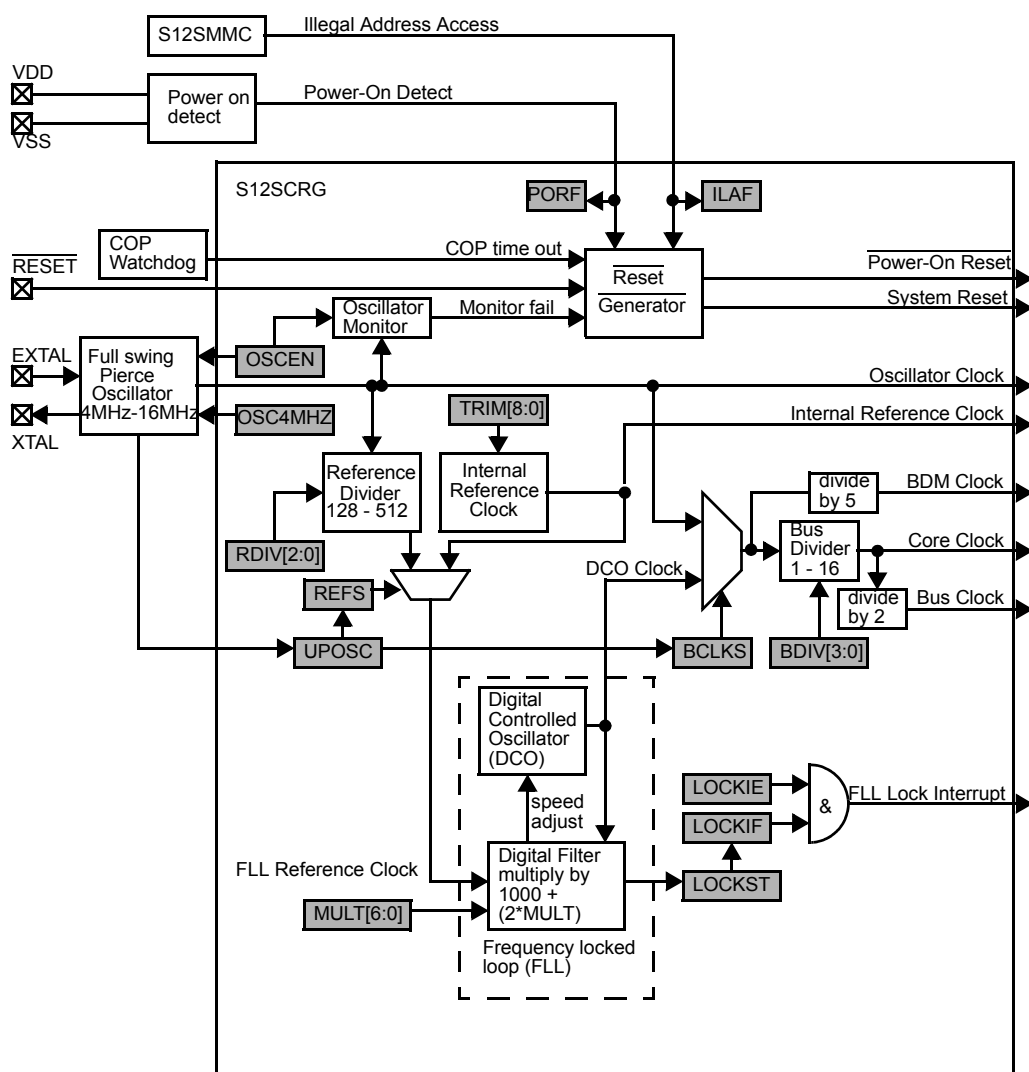 S12SMMC
Illegal Address Access
VDD
Power on
detect
Power-On Detect
VSS
S12SCRG
PORF
ILAF
COP
Watchdog
COP time out
RESET
Reset
Generator
Power-On Reset
System Reset
Oscillator
Monitor
Monitor fail
OSCEN
EXTAL
Full swing
Pierce
Oscillator
4MHz-16MHz
XTAL
OSC4MHZ
Oscillator Clock
TRIM[8:0]
Internal Reference Clock
Reference
Divider
128 - 512
Internal
Reference
Clock
divide
by 5
BDM Clock
RDIV[2:0]
Bus
Divider
1 - 16
Core Clock
DCO Clock
REFS
divide
by 2
Bus Clock
UPOSC
BCLKS
BDIV[3:0]
Digital
Controlled
Oscillator
(DCO)
speed
adjust
LOCKIE
LOCKIF
&
FLL Lock Interrupt
FLL Reference Clock
Digital Filter
multiply by
1000 +
(2*MULT)
LOCKST
MULT[6:0]
Frequency locked
loop (FLL)